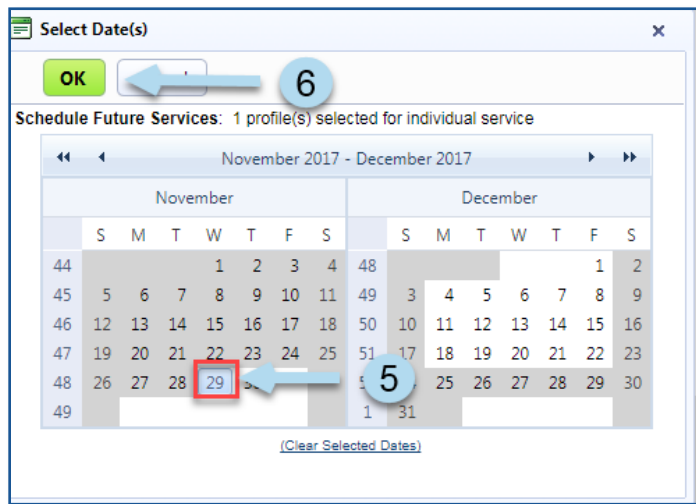 Select Date(s)
OK
6
Schedule Future Services: 1 profile(s) selected for individual service
November 2017 - December 2017
November December
S M T W T F S S M T W T F S
44 1 2 3 4 48 1 2
45 5 6 7 8 9 10 11 49 3 4 5 6 7 8 9
46 12 13 14 15 16 17 18 50 10 11 12 13 14 15 16
47 19 20 21 22 23 24 25 51 17 18 19 20 21 22 23
48 26 27 28 29 5 25 26 27 28 29 30
49 1 31
(Clear Selected Dates)